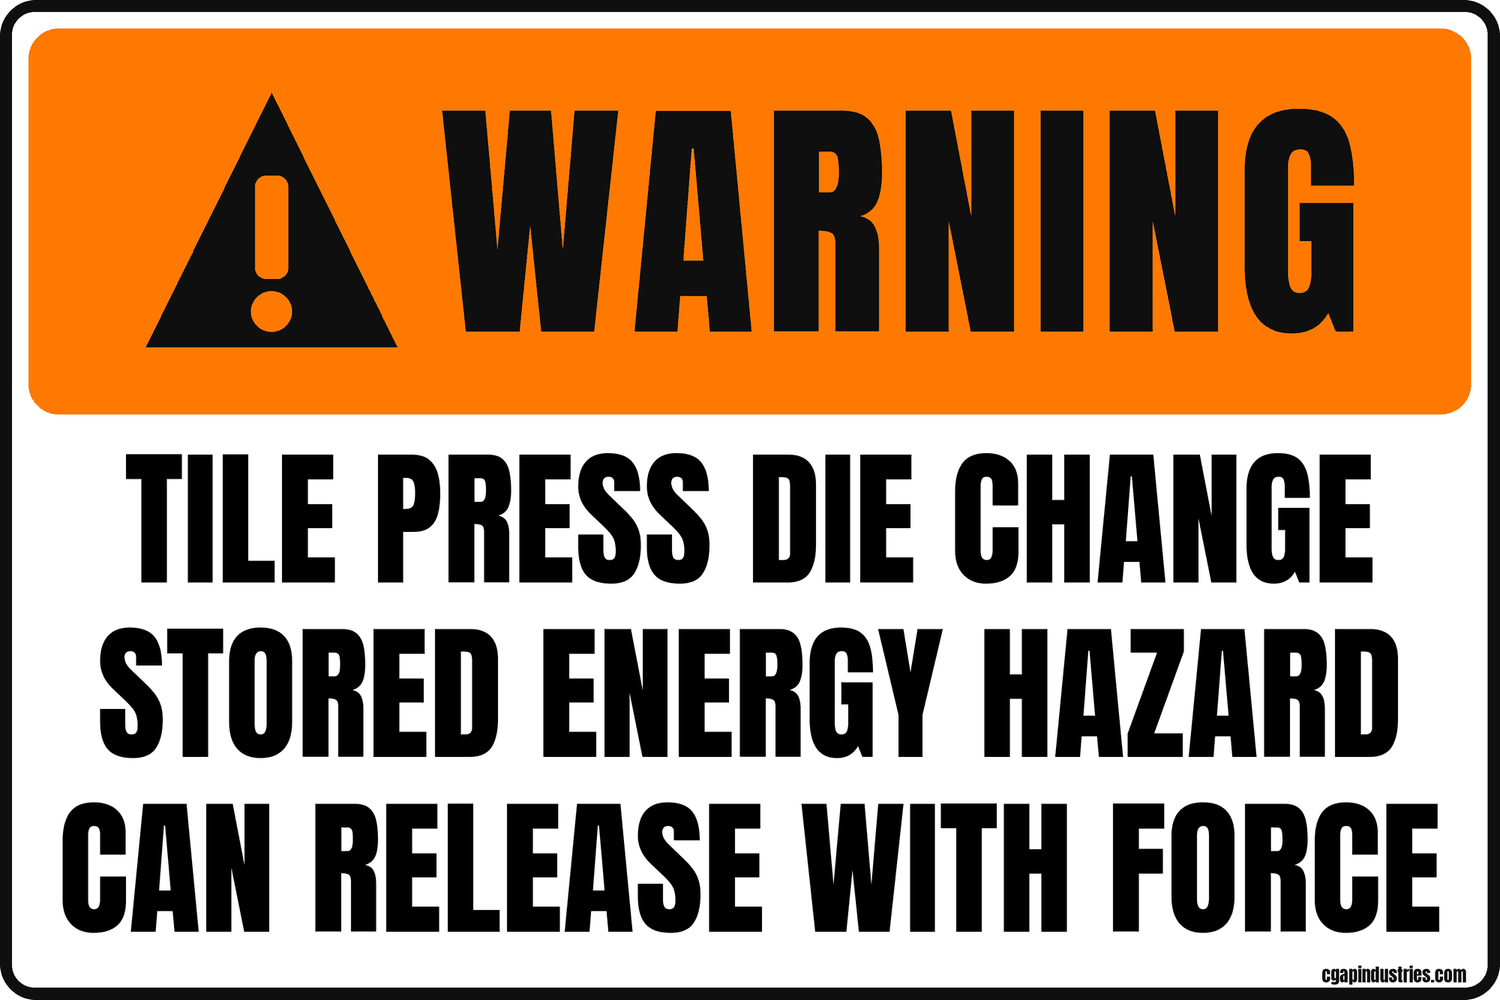 WARNING
TILE PRESS DIE CHANGE
STORED ENERGY HAZARD
CAN RELEASE WITH FORCE
cgapindustries.com